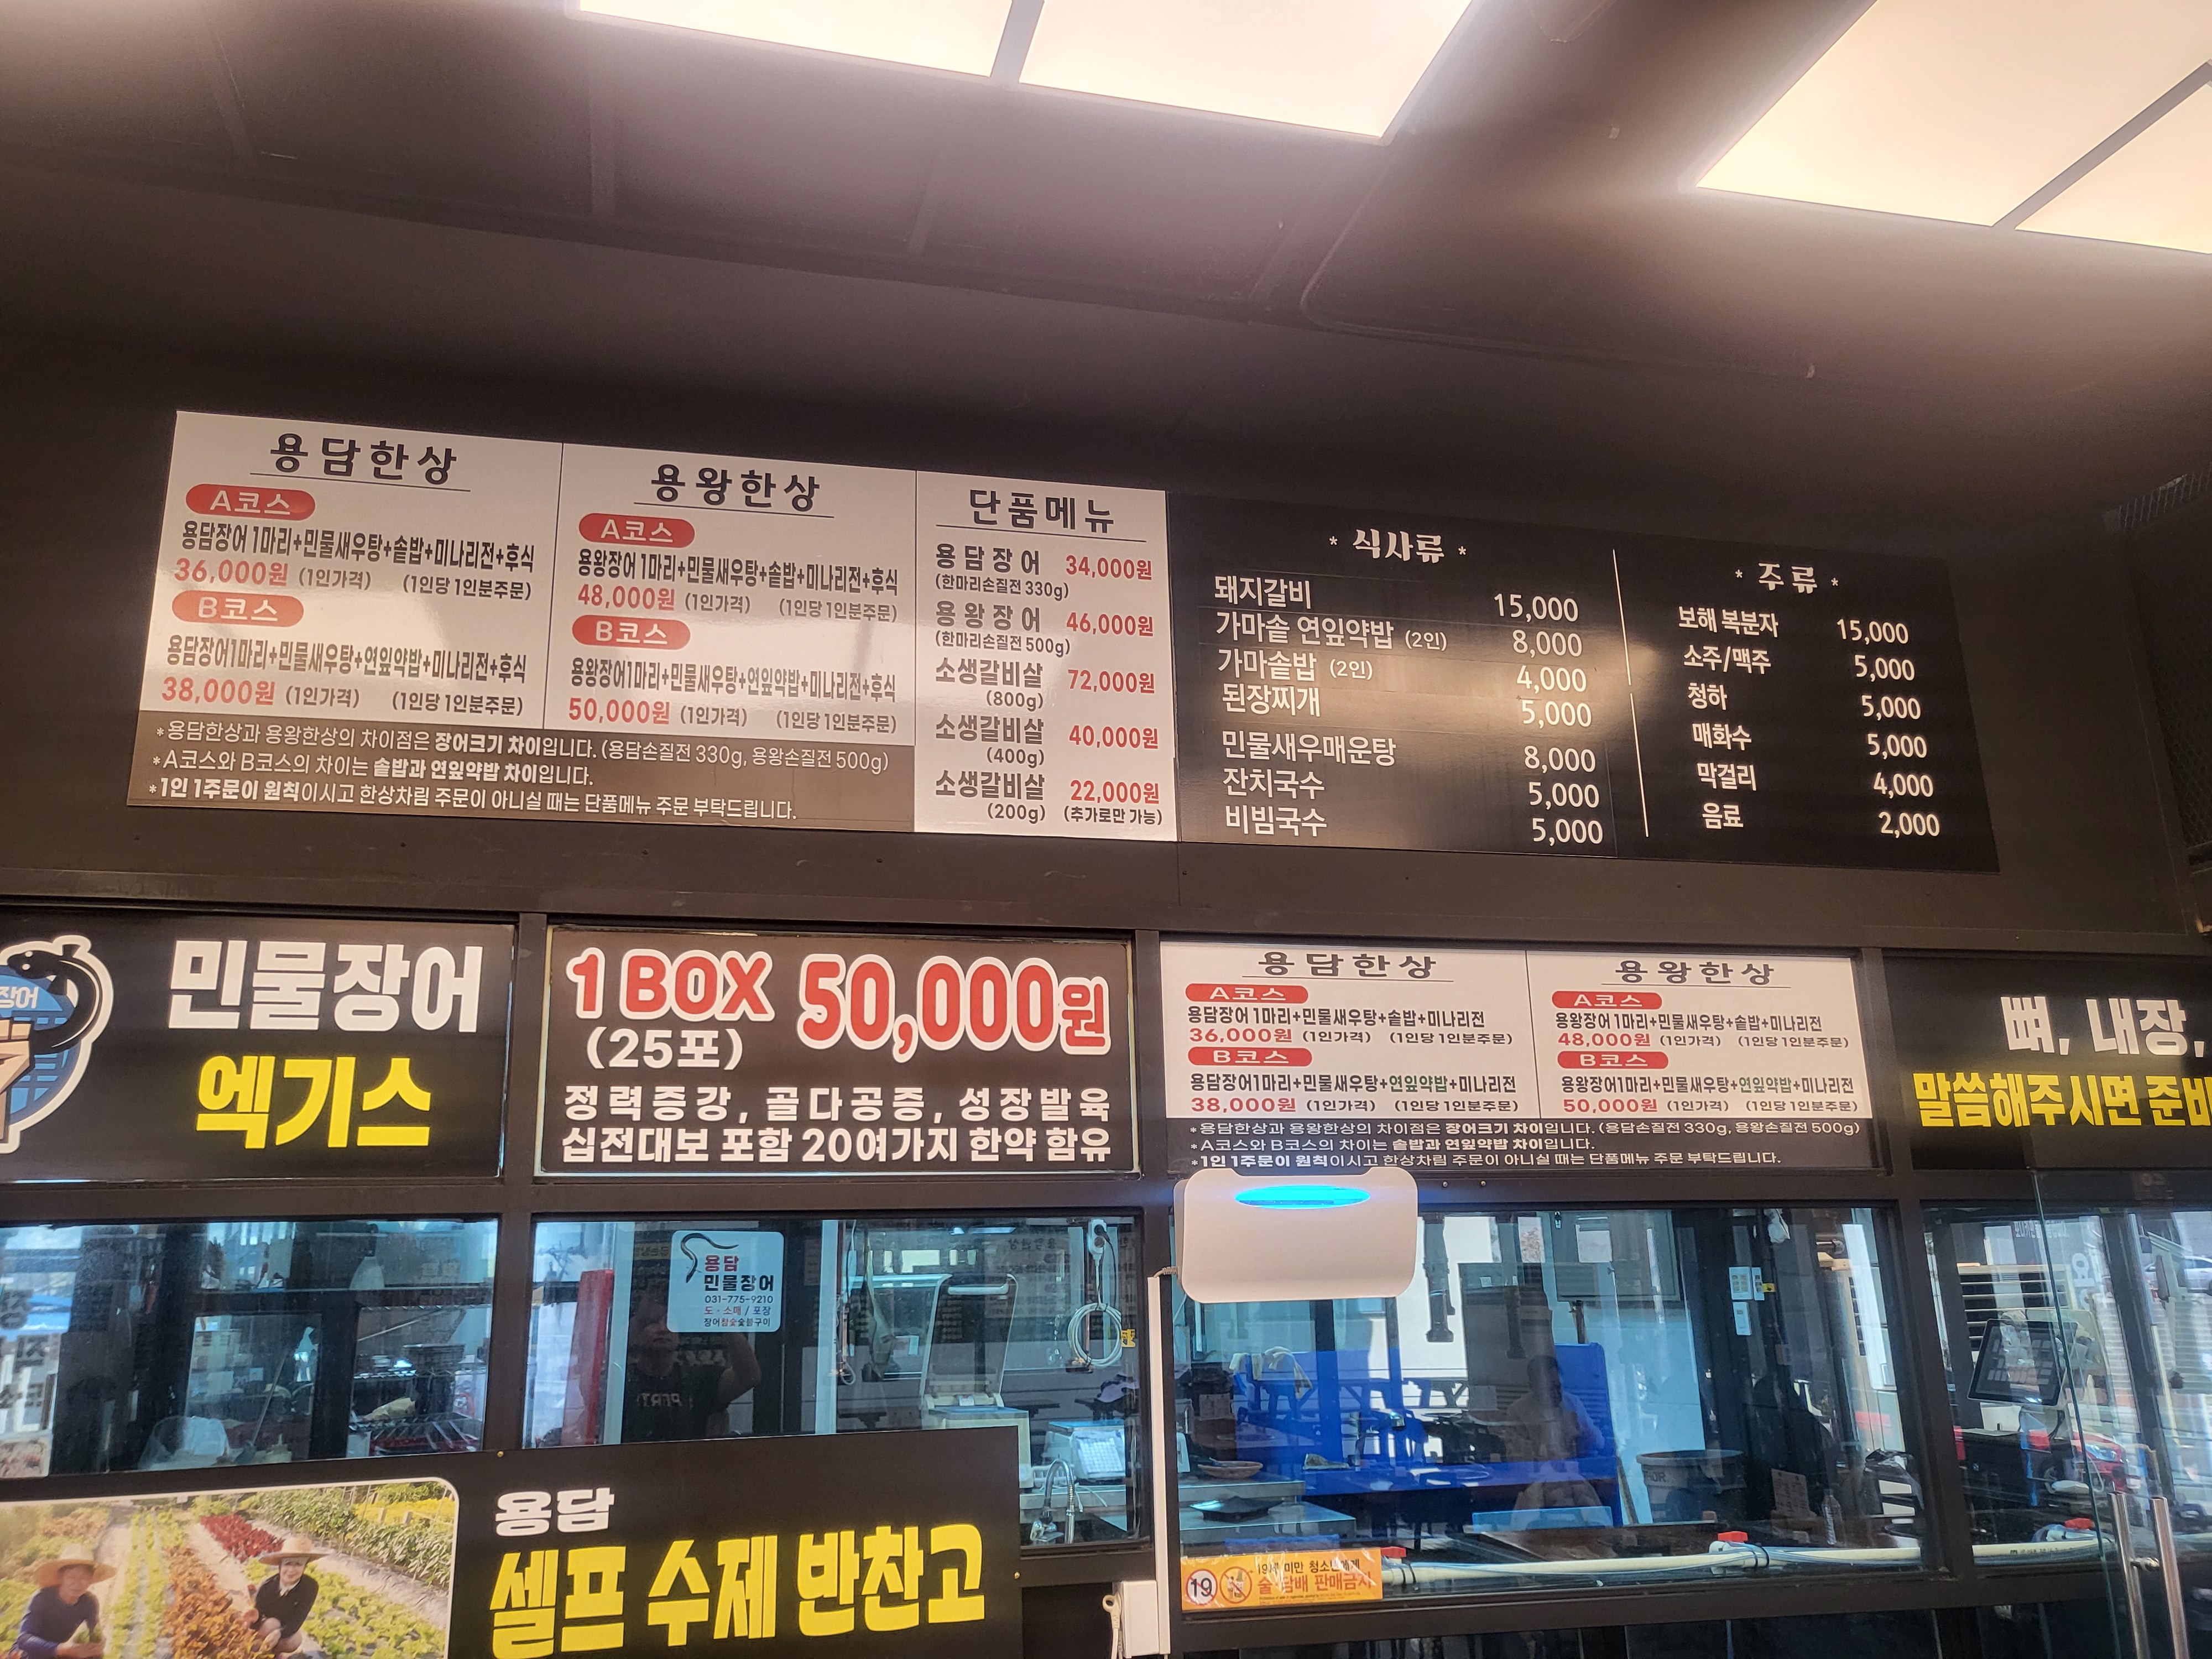 용담한상
A코스
용담장어 1마리+민물새우탕+솥밥+미나리전+후식
36,000원 (1인가격) (1인당 1인분주문)
B코스
용담장어1마리+민물새우탕+연잎약밥+미나리전+후식
38,000원 (1인가격) (1인당 1인분주문)
용왕한상
A코스
용왕장어 1마리+민물새우탕+솥밥+미나리전+후식
48,000원 (1인가격) (1인당 1인분주문)
B코스
용왕장어1마리+민물새우탕+연잎약밥+미나리전+후식
50,000원 (1인가격) (1인당 1인분주문)
*용담한상과 용왕한상의 차이점은 장어크기 차이입니다. (용담손질전 330g, 용왕손질전 500g)
*A코스와 B코스의 차이는 솥밥과 연잎약밥 차이입니다.
*1인 1주문이 원칙이시고 한상차림 주문이 아니실 때는 단품메뉴 주문 부탁드립니다.
단품메뉴
용담장어 34,000원
(한마리손질전 330g)
용왕장어 46,000원
(한마리손질전 500g)
소생갈비살 72,000원
(800g)
소생갈비살 40,000원
(400g)
소생갈비살 22,000원
(200g) (추가로만 가능)
* 식사류 *
돼지갈비 15,000
가마솥 연잎약밥 (2인) 8,000
가마솥밥 (2인) 4,000
된장찌개 5,000
민물새우매운탕 8,000
잔치국수 5,000
비빔국수 5,000
* 주류 *
보해 복분자 15,000
소주/맥주 5,000
청하 5,000
매화수 5,000
막걸리 4,000
음료 2,000
장어
민물장어
엑기스
1 BOX 50,000원
(25포)
정력증강, 골다공증, 성장발육
십전대보 포함 20여가지 한약 함유
용담한상
A코스
용담장어 1마리+민물새우탕+솥밥+미나리전
36,000원 (1인가격) (1인당 1인분주문)
B코스
용담장어1마리+민물새우탕+연잎약밥+미나리전
38,000원 (1인가격) (1인당 1인분주문)
용왕한상
A코스
용왕장어 1마리+민물새우탕+솥밥+미나리전
48,000원 (1인가격) (1인당 1인분주문)
B코스
용왕장어1마리+민물새우탕+연잎약밥+미나리전
50,000원 (1인가격) (1인당 1인분주문)
*용담한상과 용왕한상의 차이점은 장어크기 차이입니다. (용담손질전 330g, 용왕손질전 500g)
*A코스와 B코스의 차이는 솥밥과 연잎약밥 차이입니다.
*1인 1주문이 원칙이시고 한상차림 주문이 아니실 때는 단품메뉴 주문 부탁드립니다.
뼈, 내장,
말씀해주시면 준비
용담
민물장어
031-775-9210
도·소매 / 포장
장어참숯숯불구이
용담
셀프 수제 반찬고
19
19세 미만 청소년에게
술·담배 판매금지